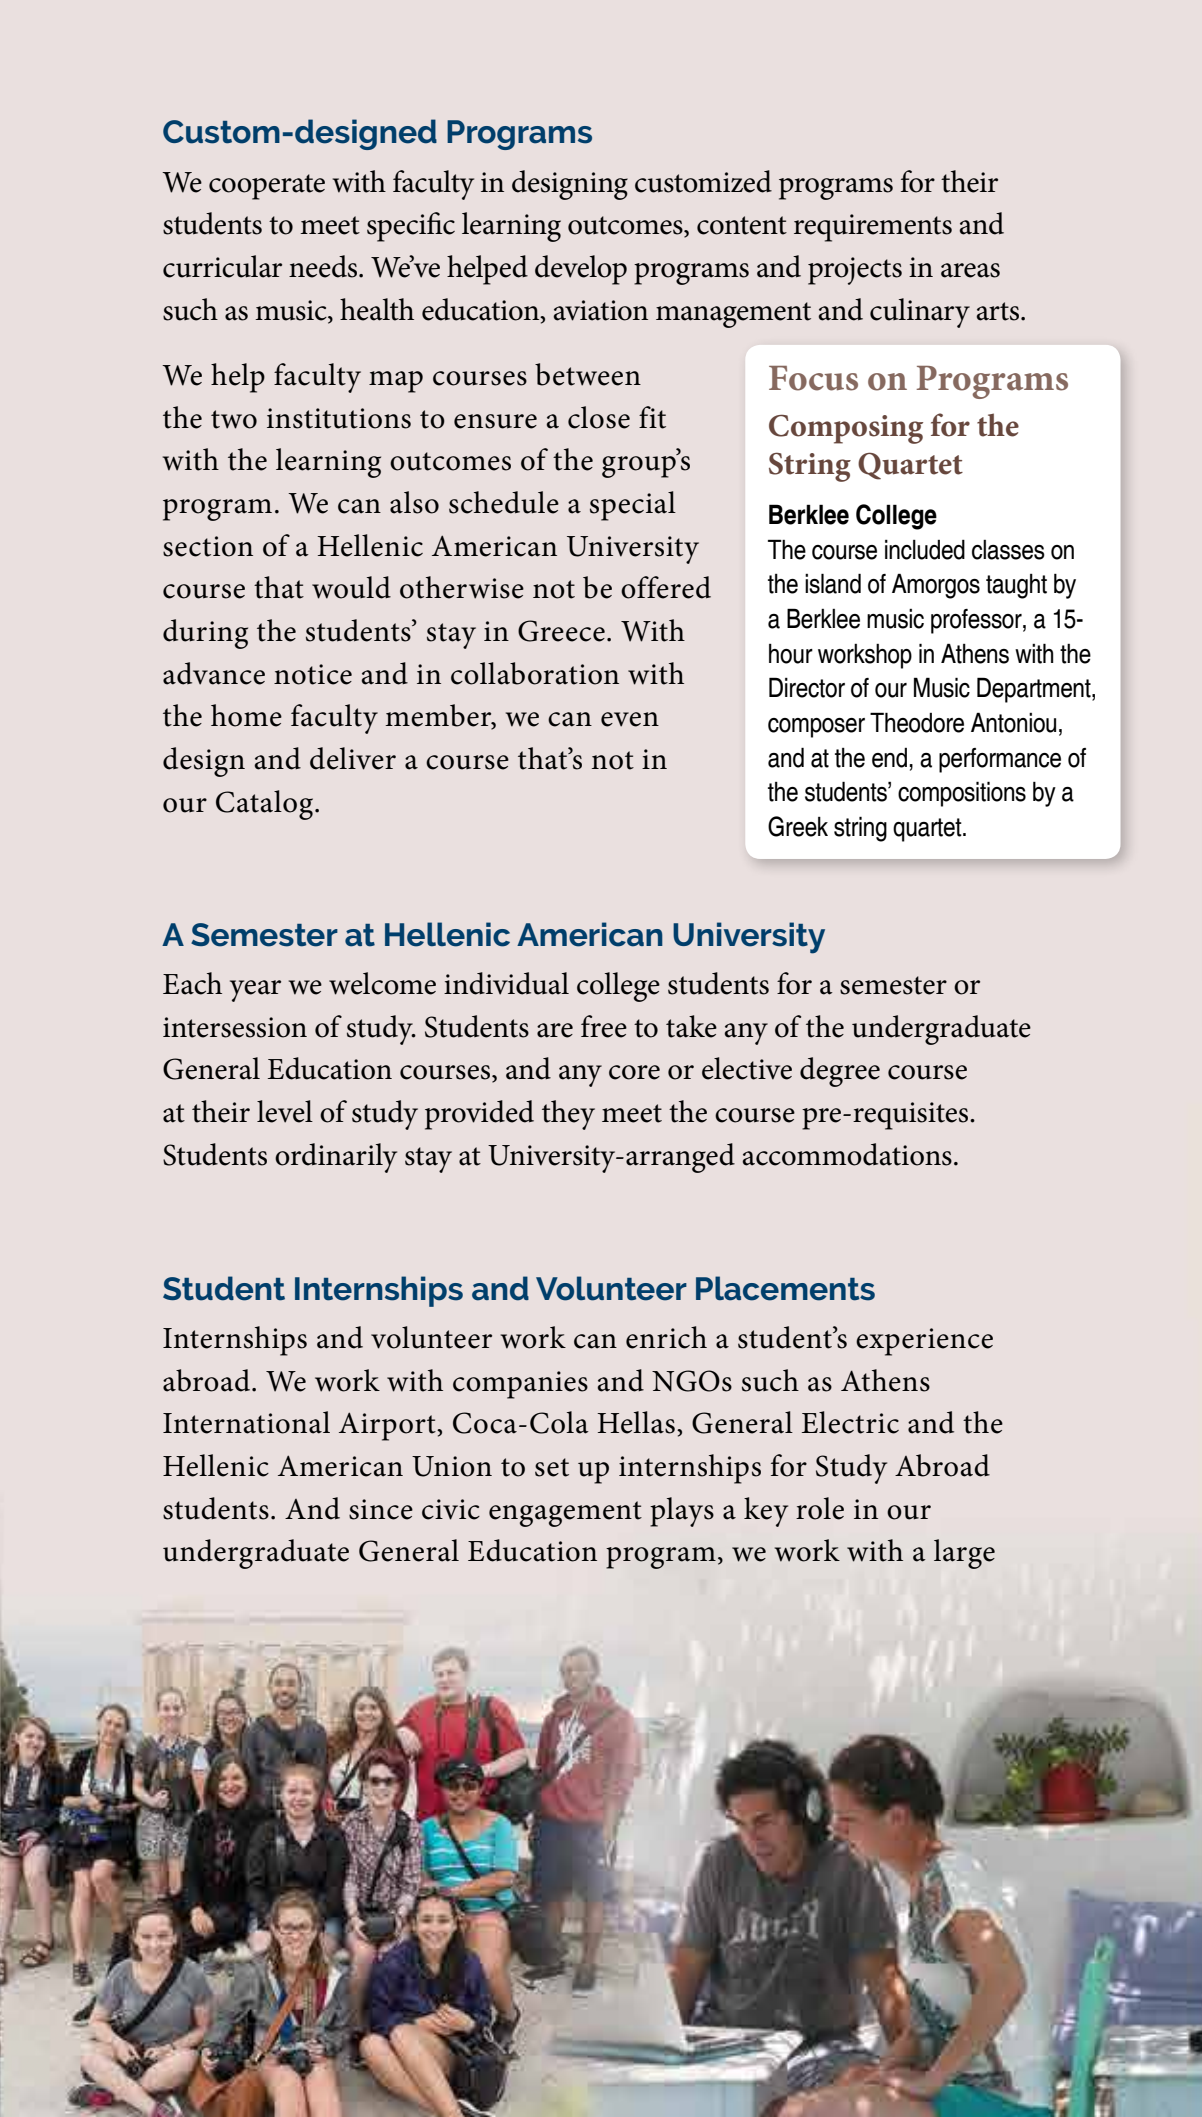 Custom-designed Programs
We cooperate with faculty in designing customized programs for their
students to meet specific learning outcomes, content requirements and
curricular needs. We’ve helped develop programs and projects in areas
such as music, health education, aviation management and culinary arts.
We help faculty map courses between
the two institutions to ensure a close fit
with the learning outcomes of the group’s
program. We can also schedule a special
section of a Hellenic American University
course that would otherwise not be offered
during the students’ stay in Greece. With
advance notice and in collaboration with
the home faculty member, we can even
design and deliver a course that’s not in
our Catalog.
Focus on Programs
Composing for the
String Quartet
Berklee College
The course included classes on
the island of Amorgos taught by
a Berklee music professor, a 15-
hour workshop in Athens with the
Director of our Music Department,
composer Theodore Antoniou,
and at the end, a performance of
the students’ compositions by a
Greek string quartet.
A Semester at Hellenic American University
Each year we welcome individual college students for a semester or
intersession of study. Students are free to take any of the undergraduate
General Education courses, and any core or elective degree course
at their level of study provided they meet the course pre-requisites.
Students ordinarily stay at University-arranged accommodations.
Student Internships and Volunteer Placements
Internships and volunteer work can enrich a student’s experience
abroad. We work with companies and NGOs such as Athens
International Airport, Coca-Cola Hellas, General Electric and the
Hellenic American Union to set up internships for Study Abroad
students. And since civic engagement plays a key role in our
undergraduate General Education program, we work with a large